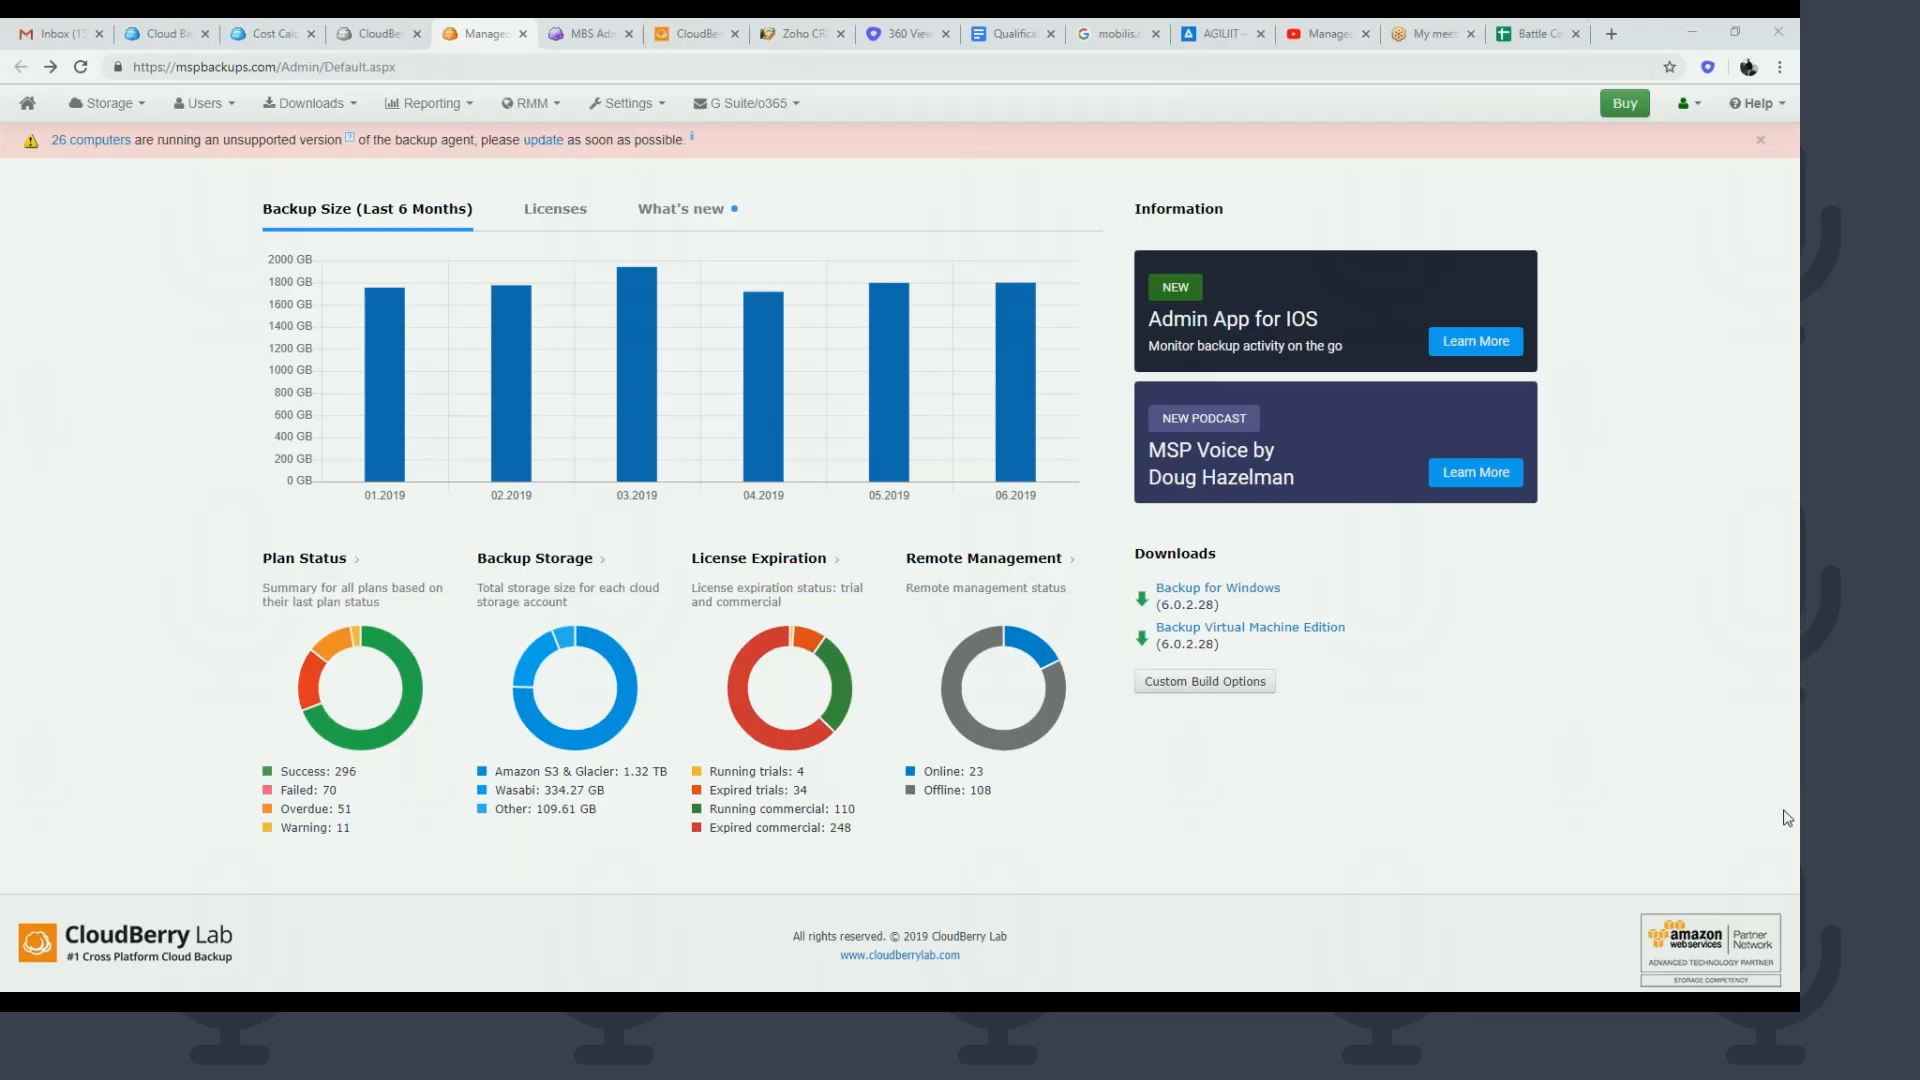 Inbox (15
Cloud Ba
Cost Calc
CloudBer
Manage
MBS Adm
CloudBe
Zoho CR
360 View
Qualifica
mobilis.c
AGILIIT –
Manage
My mee
Battle Ca
https://mspbackups.com/Admin/Default.aspx
Storage
Users
Downloads
Reporting
RMM
Settings
G Suite/o365
Buy
Help
26 computers are running an unsupported version of the backup agent, please update as soon as possible.
Backup Size (Last 6 Months)
Licenses
What's new
Information
2000 GB
1800 GB
1600 GB
1400 GB
1200 GB
1000 GB
800 GB
600 GB
400 GB
200 GB
0 GB
01.2019
02.2019
03.2019
04.2019
05.2019
06.2019
NEW
Admin App for IOS
Monitor backup activity on the go
Learn More
NEW PODCAST
MSP Voice by
Doug Hazelman
Learn More
Plan Status
Summary for all plans based on
their last plan status
Success: 296
Failed: 70
Overdue: 51
Warning: 11
Backup Storage
Total storage size for each cloud
storage account
Amazon S3 & Glacier: 1.32 TB
Wasabi: 334.27 GB
Other: 109.61 GB
License Expiration
License expiration status: trial
and commercial
Running trials: 4
Expired trials: 34
Running commercial: 110
Expired commercial: 248
Remote Management
Remote management status
Online: 23
Offline: 108
Downloads
Backup for Windows
(6.0.2.28)
Backup Virtual Machine Edition
(6.0.2.28)
Custom Build Options
CloudBerry Lab
#1 Cross Platform Cloud Backup
All rights reserved. © 2019 CloudBerry Lab
www.cloudberrylab.com
amazon
webservices
Partner
Network
ADVANCED TECHNOLOGY PARTNER
STORAGE COMPETENCY